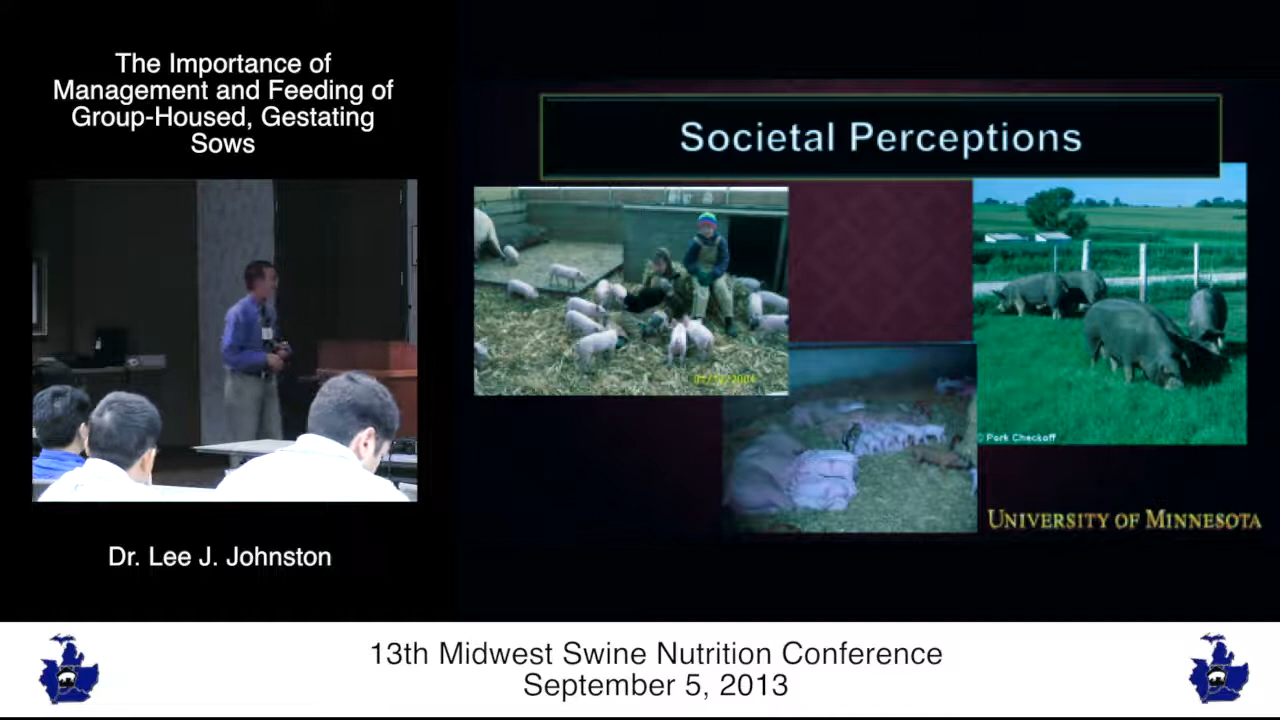 The Importance of
Management and Feeding of
Group-Housed, Gestating
Sows
Societal Perceptions
© Pork Checkoff
UNIVERSITY OF MINNESOTA
Dr. Lee J. Johnston
13th Midwest Swine Nutrition Conference
September 5, 2013